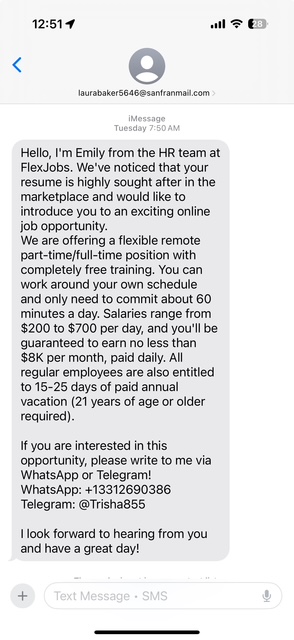 12:51
28
laurabaker5646@sanfranmail.com
iMessage
Tuesday 7:50 AM
Hello, I'm Emily from the HR team at
FlexJobs. We've noticed that your
resume is highly sought after in the
marketplace and would like to
introduce you to an exciting online
job opportunity.
We are offering a flexible remote
part-time/full-time position with
completely free training. You can
work around your own schedule
and only need to commit about 60
minutes a day. Salaries range from
$200 to $700 per day, and you'll be
guaranteed to earn no less than
$8K per month, paid daily. All
regular employees are also entitled
to 15-25 days of paid annual
vacation (21 years of age or older
required).
If you are interested in this
opportunity, please write to me via
WhatsApp or Telegram!
WhatsApp: +13312690386
Telegram: @Trisha855
I look forward to hearing from you
and have a great day!
Text Message • SMS